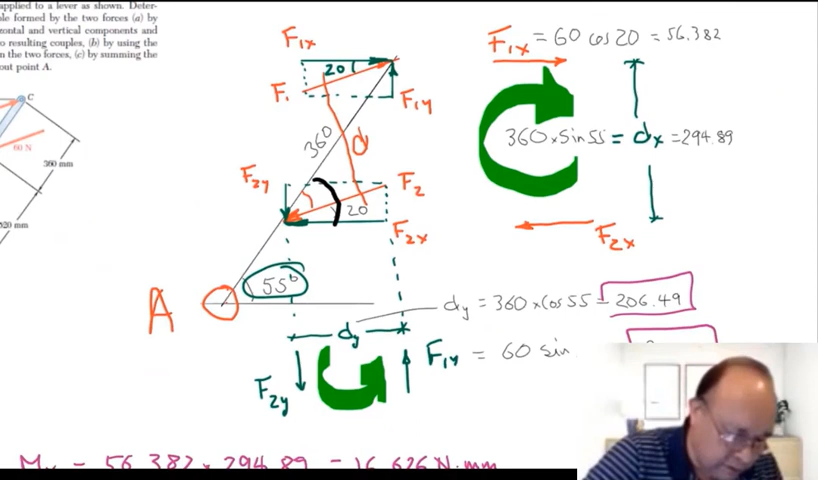 applied to a lever as shown. Deter-
le formed by the two forces (a) by
zontal and vertical components and
o resulting couples, (b) by using the
n the two forces, (c) by summing the
out point A.
C
60 N
360 mm
520 mm
F1x
20
F1
F1y
360
d
F2y
F2
20
F2x
A
55°
dy
F2y
F1x = 60 cos 20 = 56.382
360 x sin 55 = dx = 294.89
F2x
dy = 360 x cos 55 = 206.49
F1y = 60 sin
= 56.382 x 294.89 = 16 626 N.mm